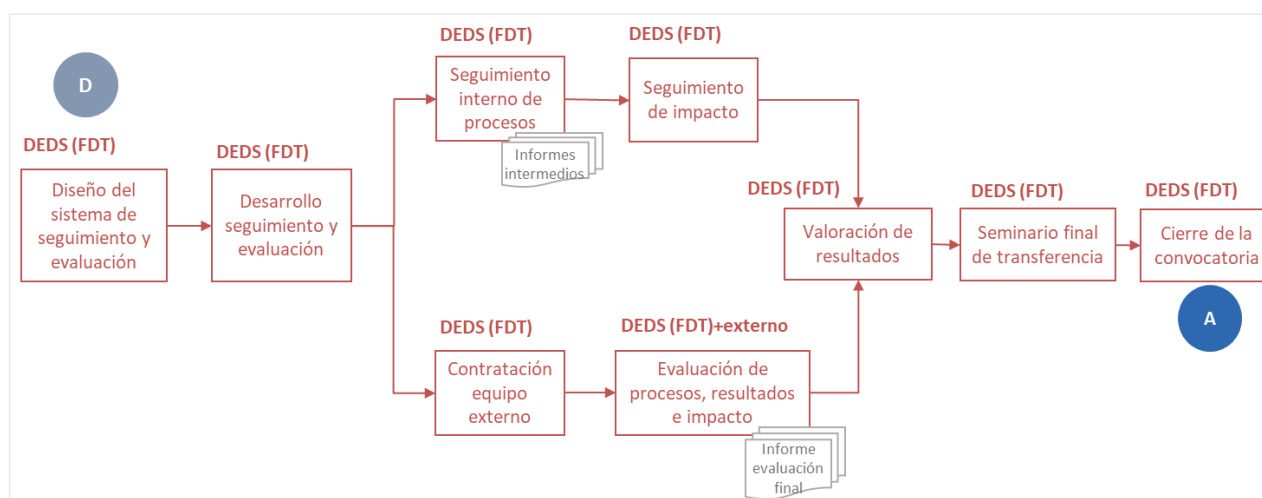 D
DEDS (FDT)
Diseño del
sistema de
seguimiento y
evaluación
DEDS (FDT)
Desarrollo
seguimiento y
evaluación
DEDS (FDT)
Seguimiento
interno de
procesos
Informes
intermedios
DEDS (FDT)
Seguimiento
de impacto
DEDS (FDT)
Contratación
equipo
externo
DEDS (FDT)+externo
Evaluación de
procesos, resultados
e impacto
Informe
evaluación
final
DEDS (FDT)
Valoración de
resultados
DEDS (FDT)
Seminario final
de transferencia
DEDS (FDT)
Cierre de la
convocatoria
A